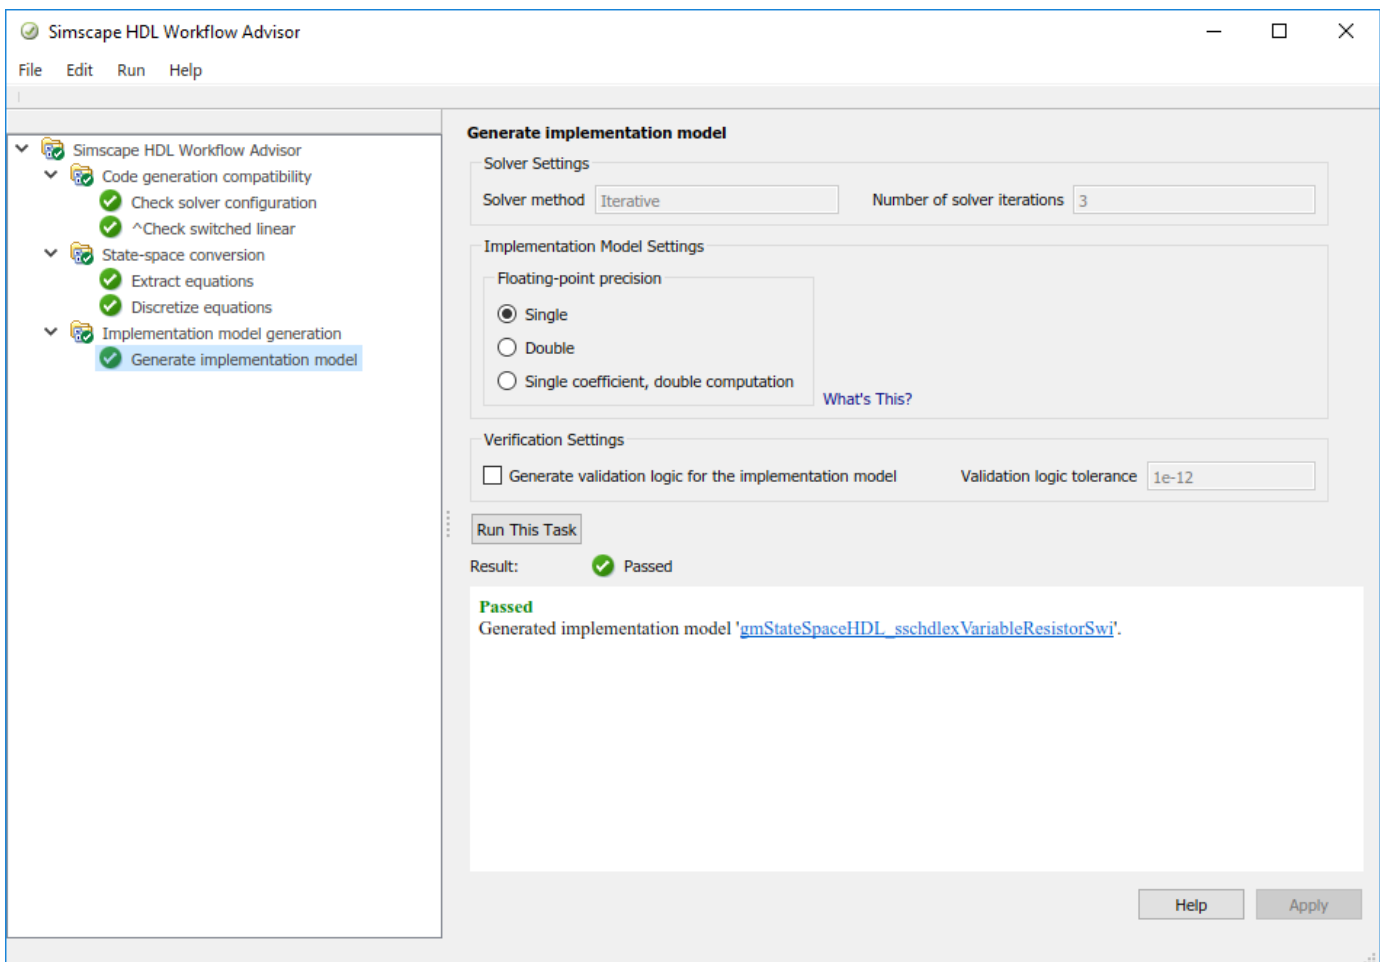 Simscape HDL Workflow Advisor
File Edit Run Help
Simscape HDL Workflow Advisor
Code generation compatibility
Check solver configuration
^Check switched linear
State-space conversion
Extract equations
Discretize equations
Implementation model generation
Generate implementation model
Generate implementation model
Solver Settings
Solver method Iterative Number of solver iterations 3
Implementation Model Settings
Floating-point precision
Single
Double
Single coefficient, double computation
What's This?
Verification Settings
Generate validation logic for the implementation model Validation logic tolerance 1e-12
Run This Task
Result: Passed
Passed
Generated implementation model 'gmStateSpaceHDL_sschdlexVariableResistorSwi'.
Help Apply